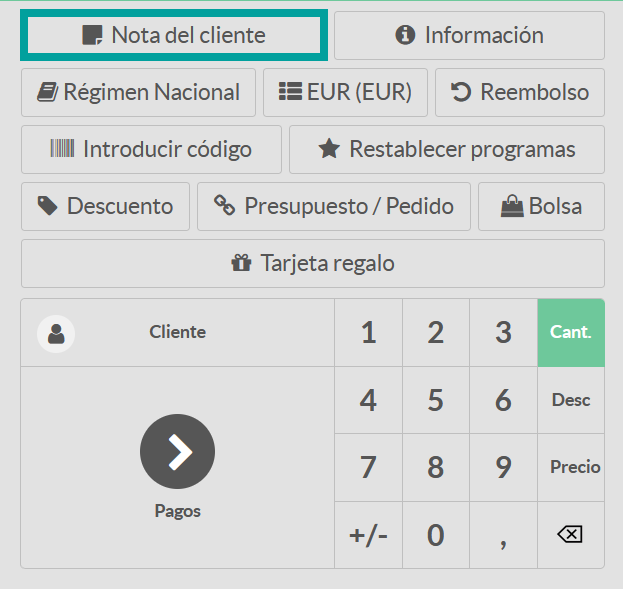 Nota del cliente
Información
Régimen Nacional
EUR (EUR)
Reembolso
Introducir código
Restablecer programas
Descuento
Presupuesto / Pedido
Bolsa
Tarjeta regalo
Cliente
1 2 3 Cant.
4 5 6 Desc
Pagos
7 8 9 Precio
+/- 0 ,